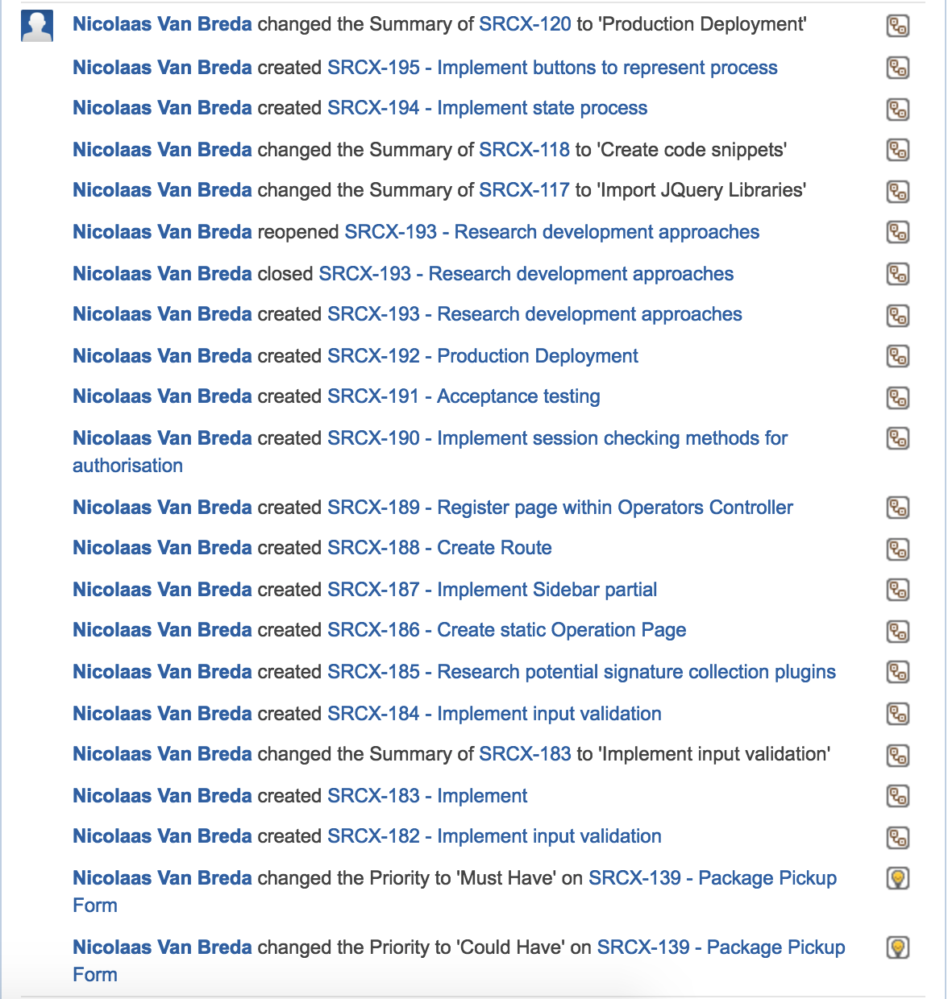 Nicolaas Van Breda changed the Summary of SRCX-120 to 'Production Deployment'
Nicolaas Van Breda created SRCX-195 - Implement buttons to represent process
Nicolaas Van Breda created SRCX-194 - Implement state process
Nicolaas Van Breda changed the Summary of SRCX-118 to 'Create code snippets'
Nicolaas Van Breda changed the Summary of SRCX-117 to 'Import JQuery Libraries'
Nicolaas Van Breda reopened SRCX-193 - Research development approaches
Nicolaas Van Breda closed SRCX-193 - Research development approaches
Nicolaas Van Breda created SRCX-193 - Research development approaches
Nicolaas Van Breda created SRCX-192 - Production Deployment
Nicolaas Van Breda created SRCX-191 - Acceptance testing
Nicolaas Van Breda created SRCX-190 - Implement session checking methods for
authorisation
Nicolaas Van Breda created SRCX-189 - Register page within Operators Controller
Nicolaas Van Breda created SRCX-188 - Create Route
Nicolaas Van Breda created SRCX-187 - Implement Sidebar partial
Nicolaas Van Breda created SRCX-186 - Create static Operation Page
Nicolaas Van Breda created SRCX-185 - Research potential signature collection plugins
Nicolaas Van Breda created SRCX-184 - Implement input validation
Nicolaas Van Breda changed the Summary of SRCX-183 to 'Implement input validation'
Nicolaas Van Breda created SRCX-183 - Implement
Nicolaas Van Breda created SRCX-182 - Implement input validation
Nicolaas Van Breda changed the Priority to 'Must Have' on SRCX-139 - Package Pickup
Form
Nicolaas Van Breda changed the Priority to 'Could Have' on SRCX-139 - Package Pickup
Form